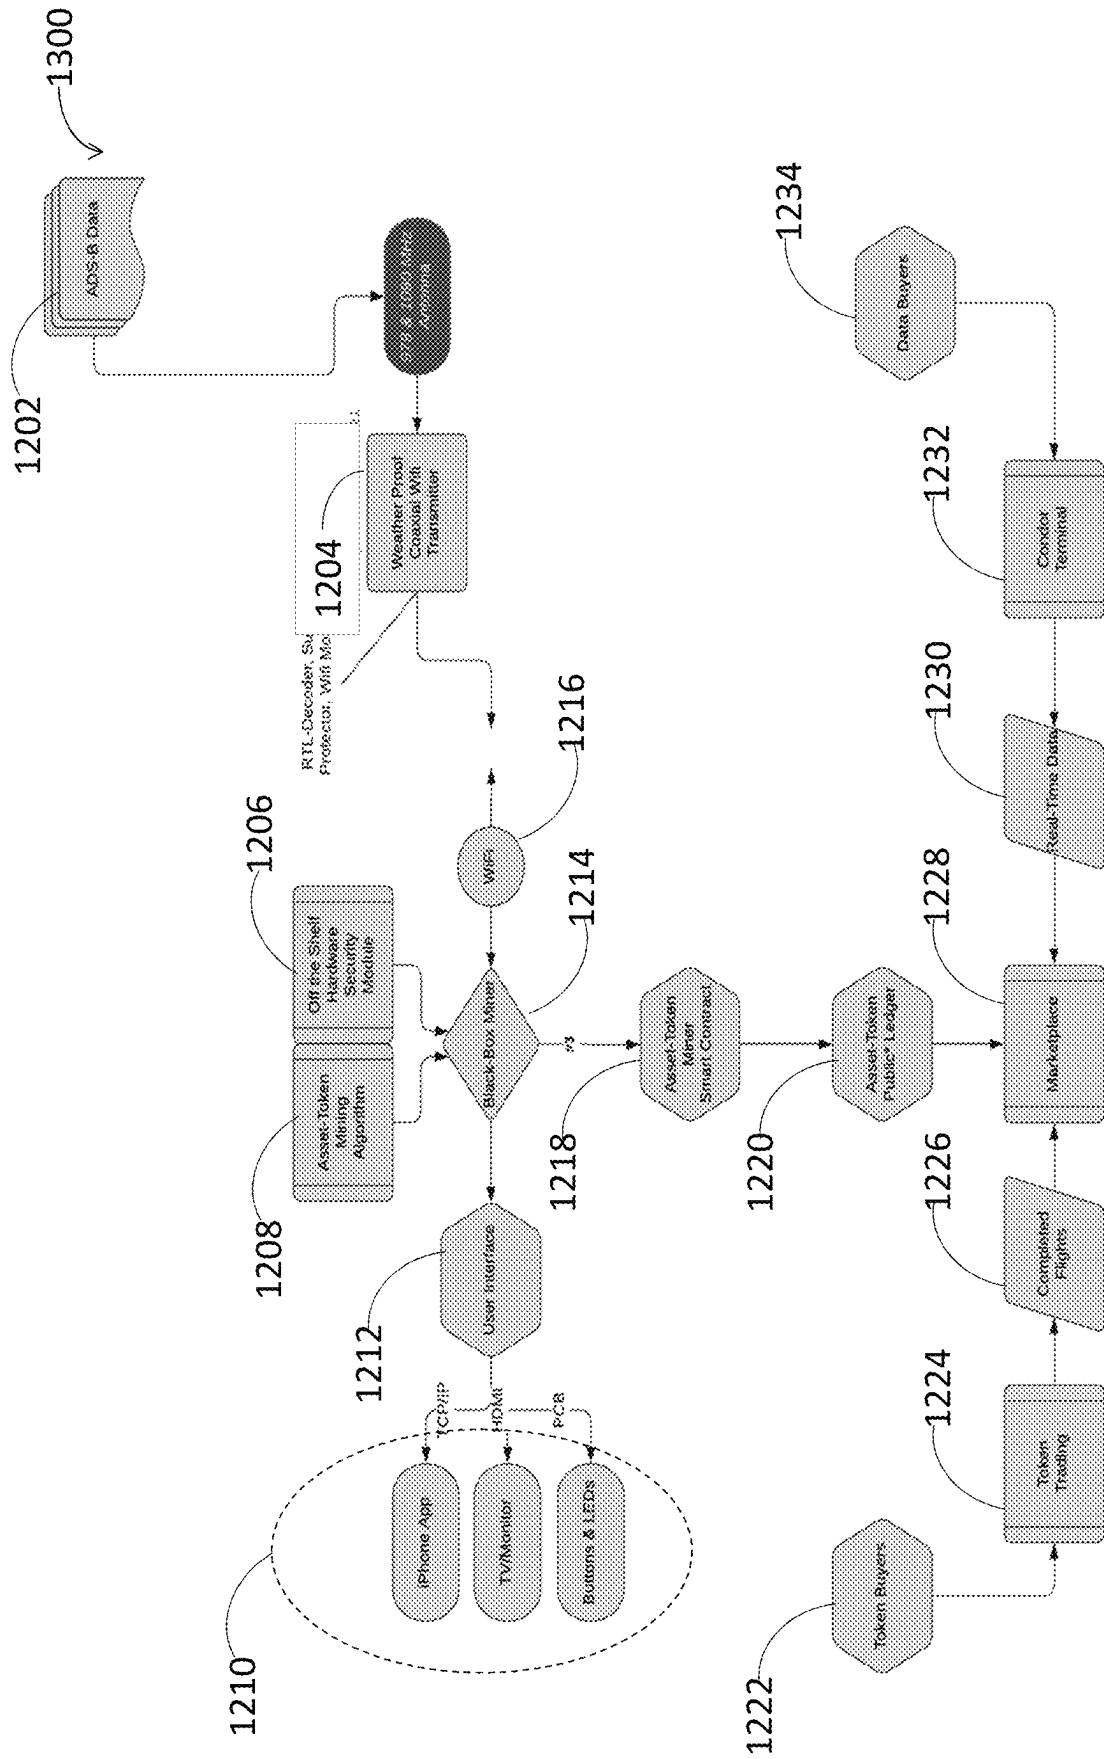 1202
1300
ADS-B Data
1210
1208
1206
Asset-Token
Mining
Algorithm
Off the Shelf
Hardware
Security
Module
RTL-Decoder, Su
Protector, Wifi Mo
1204
Weather Proof
Coaxial Wifi
Transmitter
1212
iPhone App
TCP/IP
TV/Monitor
HDMI
Buttons & LEDs
PCB
User Interface
Black-Box Miner
WiFi
1214
1216
1218
Asset-Token
Miner
Smart Contract
1222
1220
1234
Token Buyers
Asset-Token
Public* Ledger
Data Buyers
1224
1226
1228
1230
1232
Token
Trading
Completed
Flights
Marketplace
Real-Time Data
Condor
Terminal